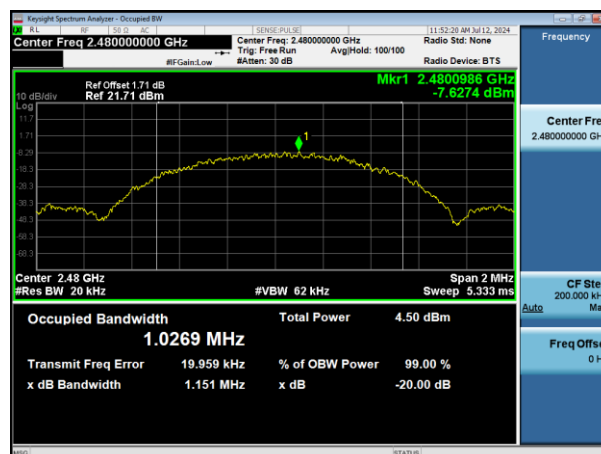 Keysight Spectrum Analyzer - Occupied BW
RL RF 50 Ω AC SENSE:PULSE 11:52:20 AM Jul 12, 2024
Center Freq 2.480000000 GHz Center Freq: 2.480000000 GHz Radio Std: None
Trig: Free Run Avg|Hold: 100/100
#IFGain:Low #Atten: 30 dB Radio Device: BTS
Frequency
Ref Offset 1.71 dB Mkr1 2.4800986 GHz
10 dB/div Ref 21.71 dBm -7.6274 dBm
Log
11.7
1.71
-8.29
-18.3
-28.3
-38.3
-48.3
-58.3
-68.3
1
Center Fre
2.480000000 GH
Center 2.48 GHz Span 2 MHz
#Res BW 20 kHz #VBW 62 kHz Sweep 5.333 ms
CF Ste
200.000 kH
Auto Ma
Occupied Bandwidth Total Power 4.50 dBm
1.0269 MHz
Transmit Freq Error 19.959 kHz % of OBW Power 99.00 %
x dB Bandwidth 1.151 MHz x dB -20.00 dB
Freq Offse
0 H
MSG STATUS